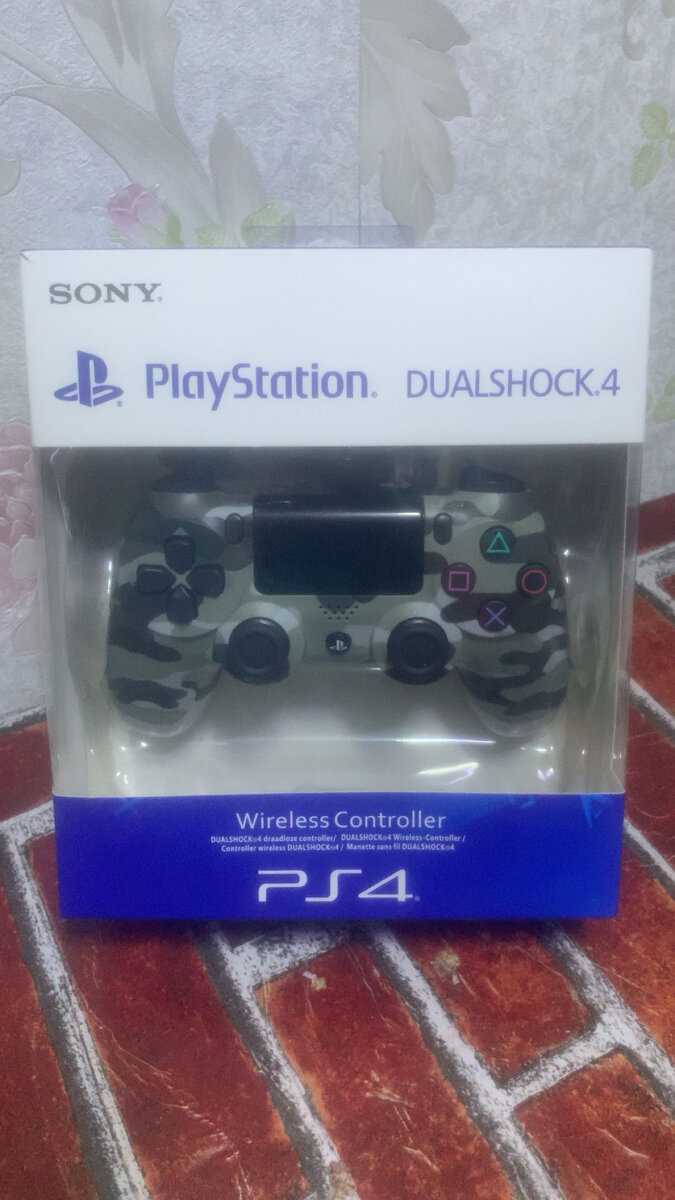 SONY®
PlayStation® DUALSHOCK®4
Wireless Controller
DUALSHOCK®4 draadloze controller/ DUALSHOCK®4 Wireless-Controller /
Controller wireless DUALSHOCK®4 / Manette sans fil DUALSHOCK®4
PS4®